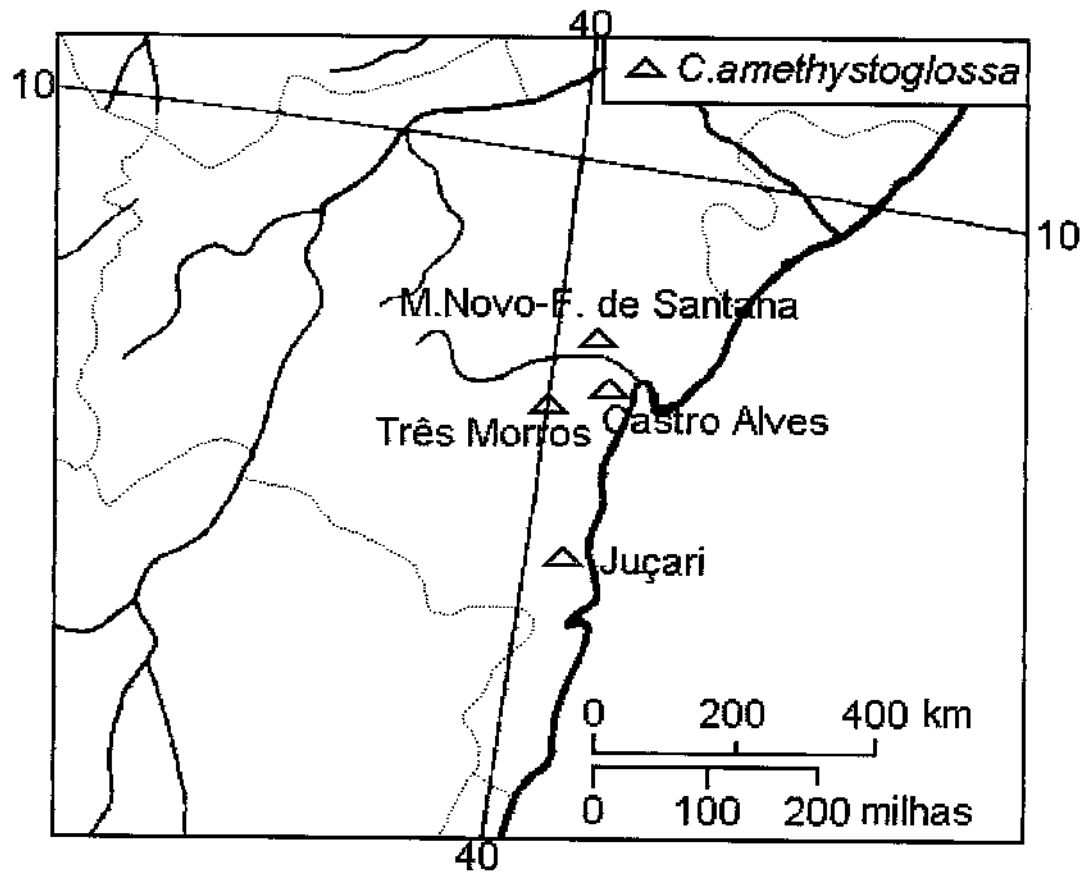 40
10
C.amethystoglossa
10
M.Novo-F. de Santana
Três Morros
Castro Alves
Juçari
0 200 400 km
0 100 200 milhas
40